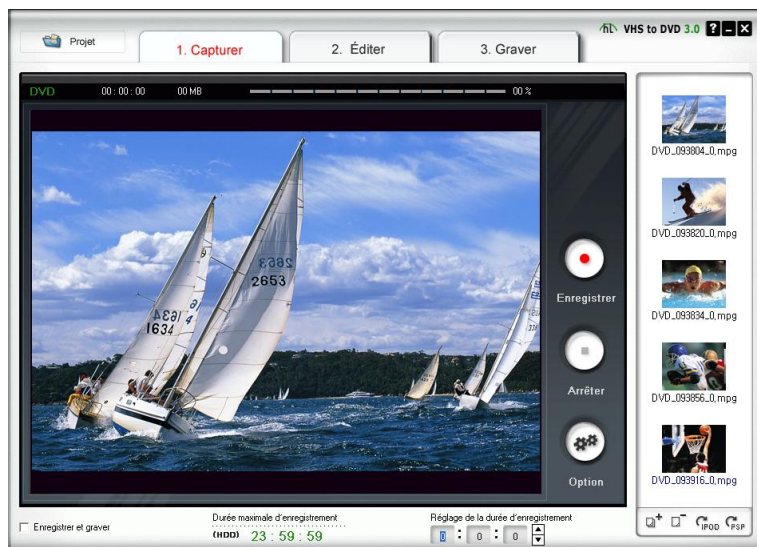 VHS to DVD 3.0
Projet
1. Capturer
2. Éditer
3. Graver
DVD 00 : 00 : 00 00 MB 00 %
2653
2653
1634
1634
Enregistrer
Arrêter
Option
DVD_093804_0.mpg
DVD_093820_0.mpg
DVD_093834_0.mpg
DVD_093856_0.mpg
DVD_093916_0.mpg
IPOD
PSP
Enregistrer et graver
Durée maximale d'enregistrement
(HDD) 23 : 59 : 59
Réglage de la durée d'enregistrement
0 : 0 : 0